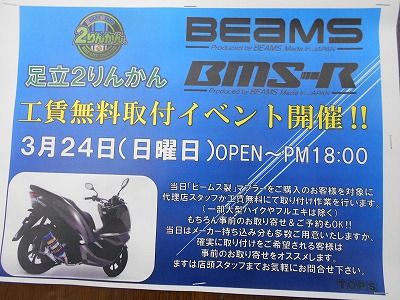 2りんかん
BEAMS
Produced by BEAMS Made in JAPAN
足立2りんかん
BMS-R
Produced by BEAMS Made in JAPAN
工賃無料取付イベント開催!!
3月24日(日曜日)OPEN～PM18:00
当日「ビームス製」マフラーをご購入のお客様を対象に
代理店スタッフが工賃無料にて取り付け作業を行います。
(一部大型バイクやフルエキは除く)
もちろん事前のお取り寄せ＆ご予約もOK!!
当日はメーカー持ち込み分も多数ご用意いたしますが、
確実に取り付けをご希望される客様は
事前のお取り寄せをオススメします。
まずは店頭スタッフまでお気軽にお問合せ下さい。
TOPS